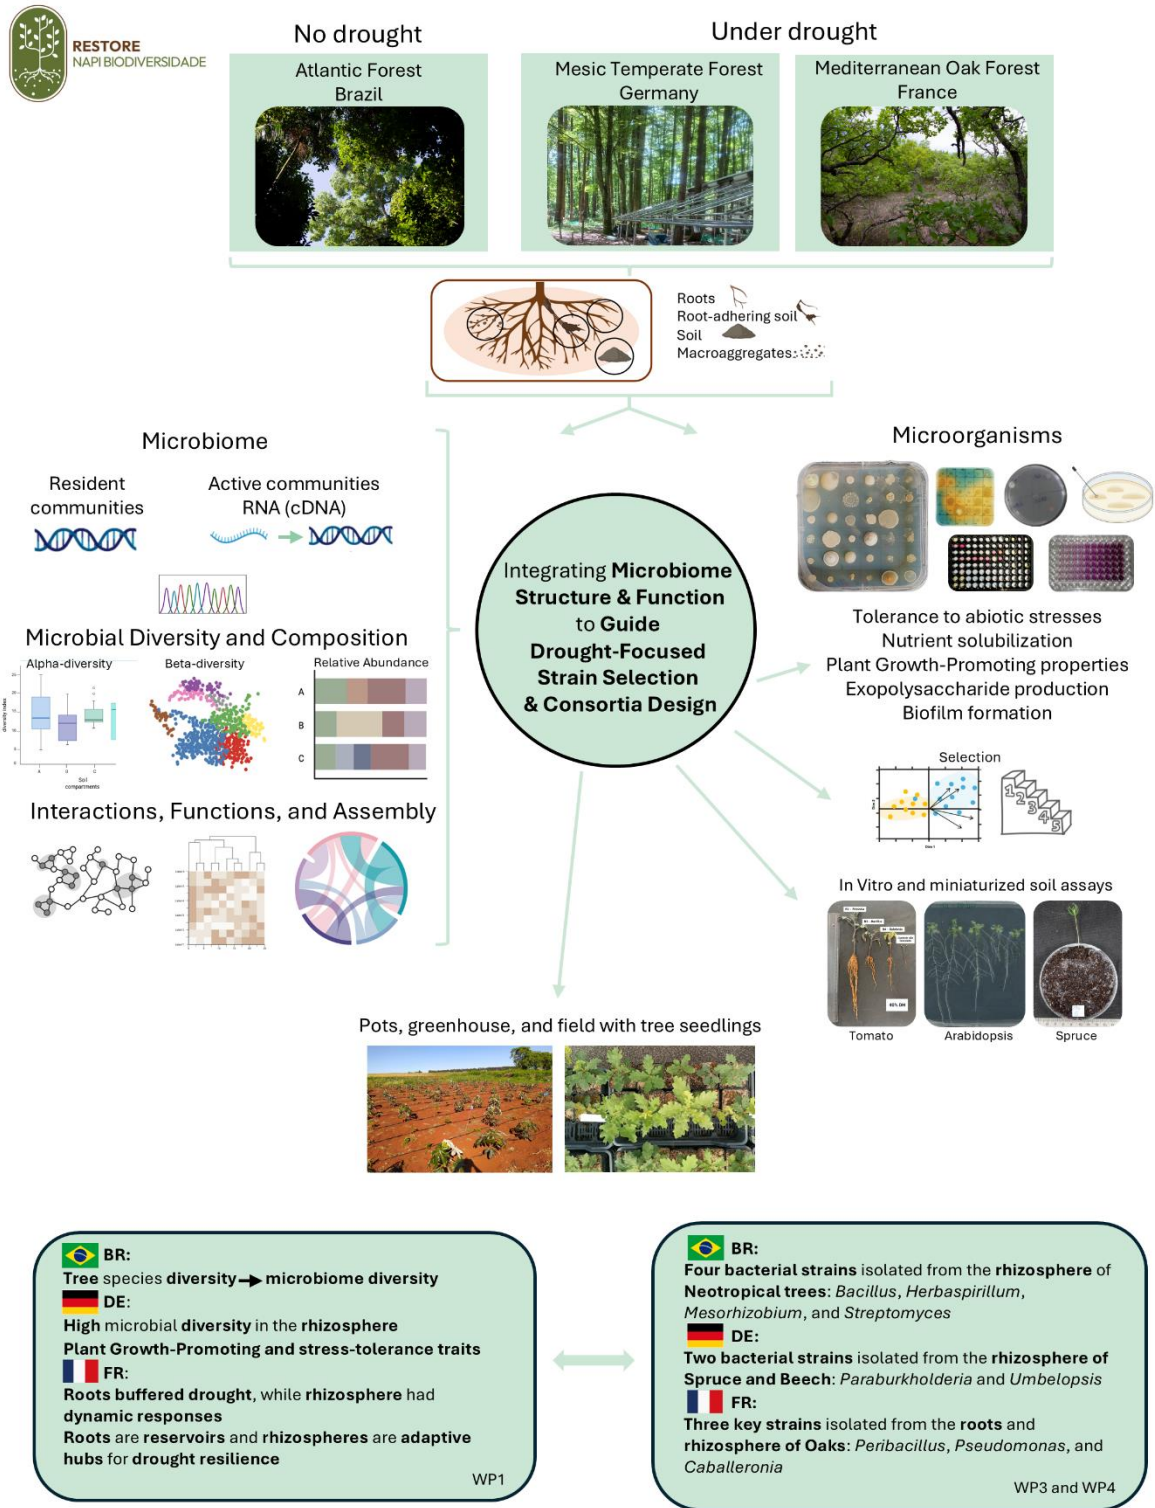 RESTORE
NAPI BIODIVERSIDADE
No drought
Under drought
Atlantic Forest
Brazil
Mesic Temperate Forest
Germany
Mediterranean Oak Forest
France
Roots
Root-adhering soil
Soil
Macroaggregates
Microbiome
Resident
communities
Active communities
RNA (cDNA)
Microbial Diversity and Composition
Alpha-diversity
Beta-diversity
Relative Abundance
diversity index
A
Soil
compartments
A
B
C
Interactions, Functions, and Assembly
Integrating Microbiome
Structure & Function
to Guide
Drought-Focused
Strain Selection
& Consortia Design
Microorganisms
Tolerance to abiotic stresses
Nutrient solubilization
Plant Growth-Promoting properties
Exopolysaccharide production
Biofilm formation
Selection
1
2
3
4
5
In Vitro and miniaturized soil assays
Tomato
Arabidopsis
Spruce
Pots, greenhouse, and field with tree seedlings
BR:
Tree species diversity → microbiome diversity
DE:
High microbial diversity in the rhizosphere
Plant Growth-Promoting and stress-tolerance traits
FR:
Roots buffered drought, while rhizosphere had
dynamic responses
Roots are reservoirs and rhizospheres are adaptive
hubs for drought resilience
WP1
BR:
Four bacterial strains isolated from the rhizosphere of
Neotropical trees: Bacillus, Herbaspirillum,
Mesorhizobium, and Streptomyces
DE:
Two bacterial strains isolated from the rhizosphere of
Spruce and Beech: Paraburkholderia and Umbelopsis
FR:
Three key strains isolated from the roots and
rhizosphere of Oaks: Peribacillus, Pseudomonas, and
Caballeronia
WP3 and WP4